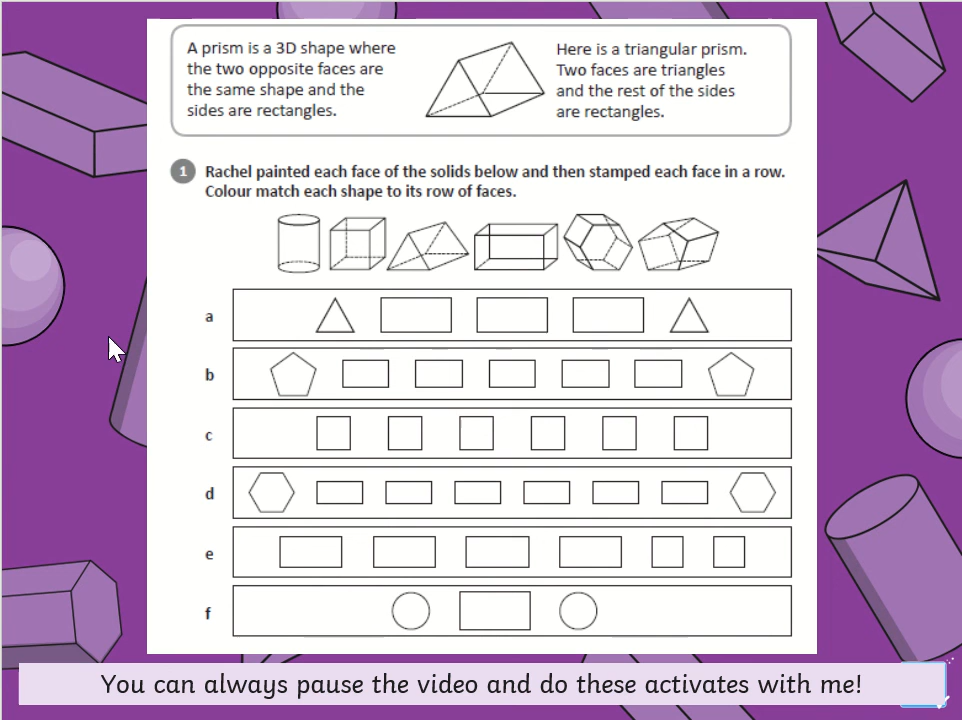 A prism is a 3D shape where
the two opposite faces are
the same shape and the
sides are rectangles.
Here is a triangular prism.
Two faces are triangles
and the rest of the sides
are rectangles.
1 Rachel painted each face of the solids below and then stamped each face in a row.
Colour match each shape to its row of faces.
a
b
c
d
e
f
You can always pause the video and do these activates with me!